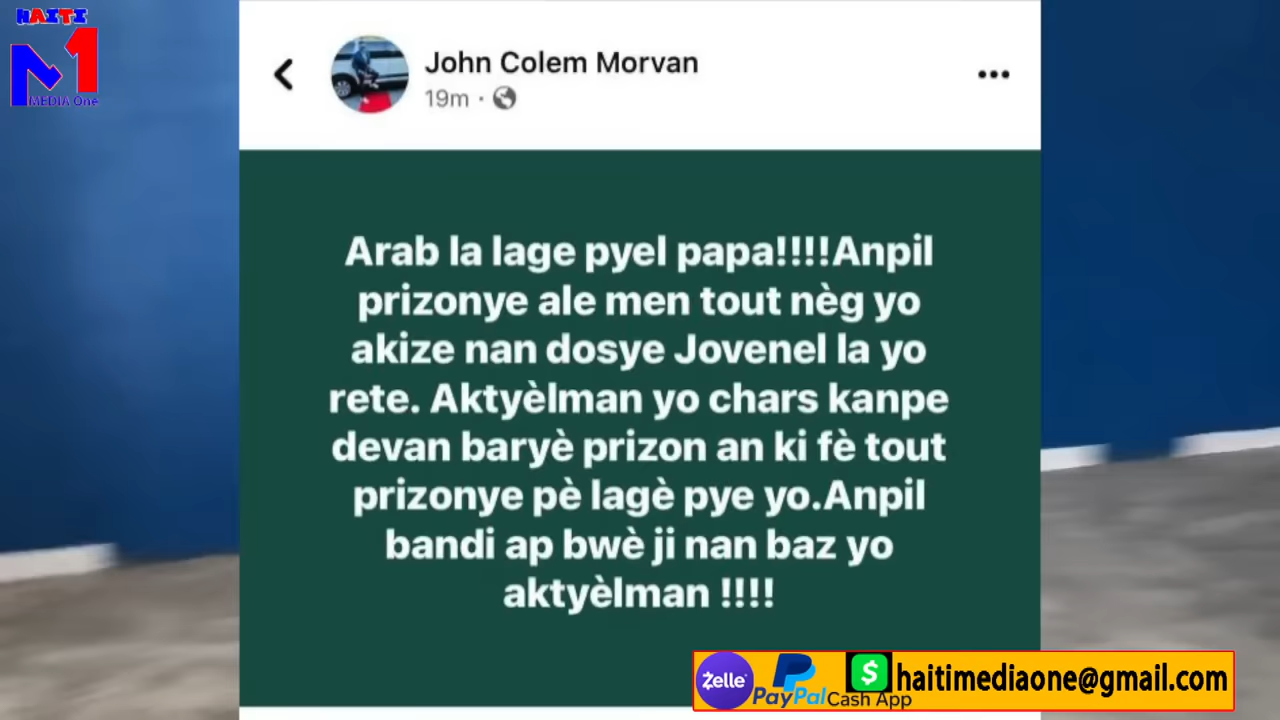 HAITI
M1
MEDIA One
John Colem Morvan
19m ·
Arab la lage pyel papa!!!!Anpil
prizonye ale men tout nèg yo
akize nan dosye Jovenel la yo
rete. Aktyèlman yo chars kanpe
devan baryè prizon an ki fè tout
prizonye pè lagè pye yo.Anpil
bandi ap bwè ji nan baz yo
aktyèlman !!!!
Zelle
PayPal
$
Cash App
haitimediaone@gmail.com